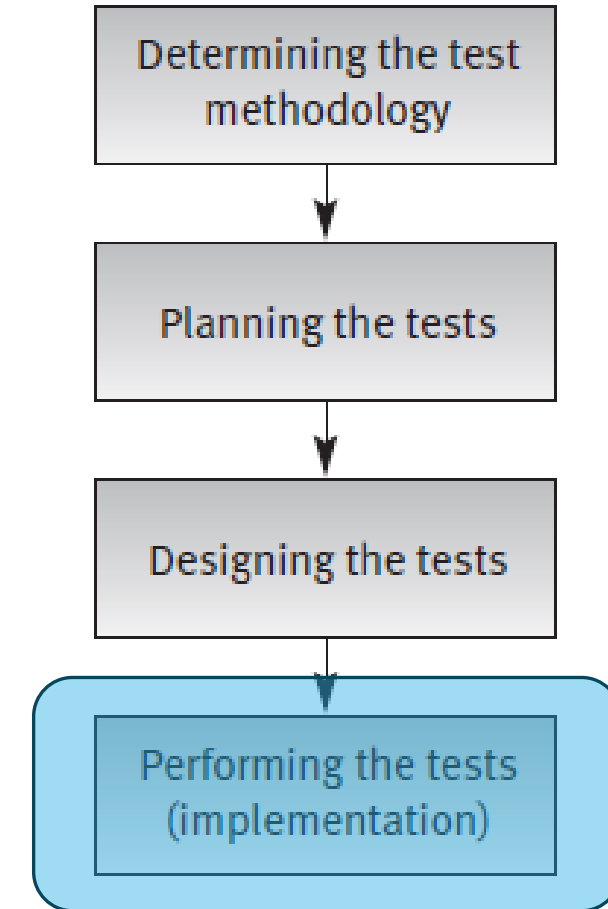 Determining the test
methodology
Planning the tests
Designing the tests
Performing the tests
(implementation)